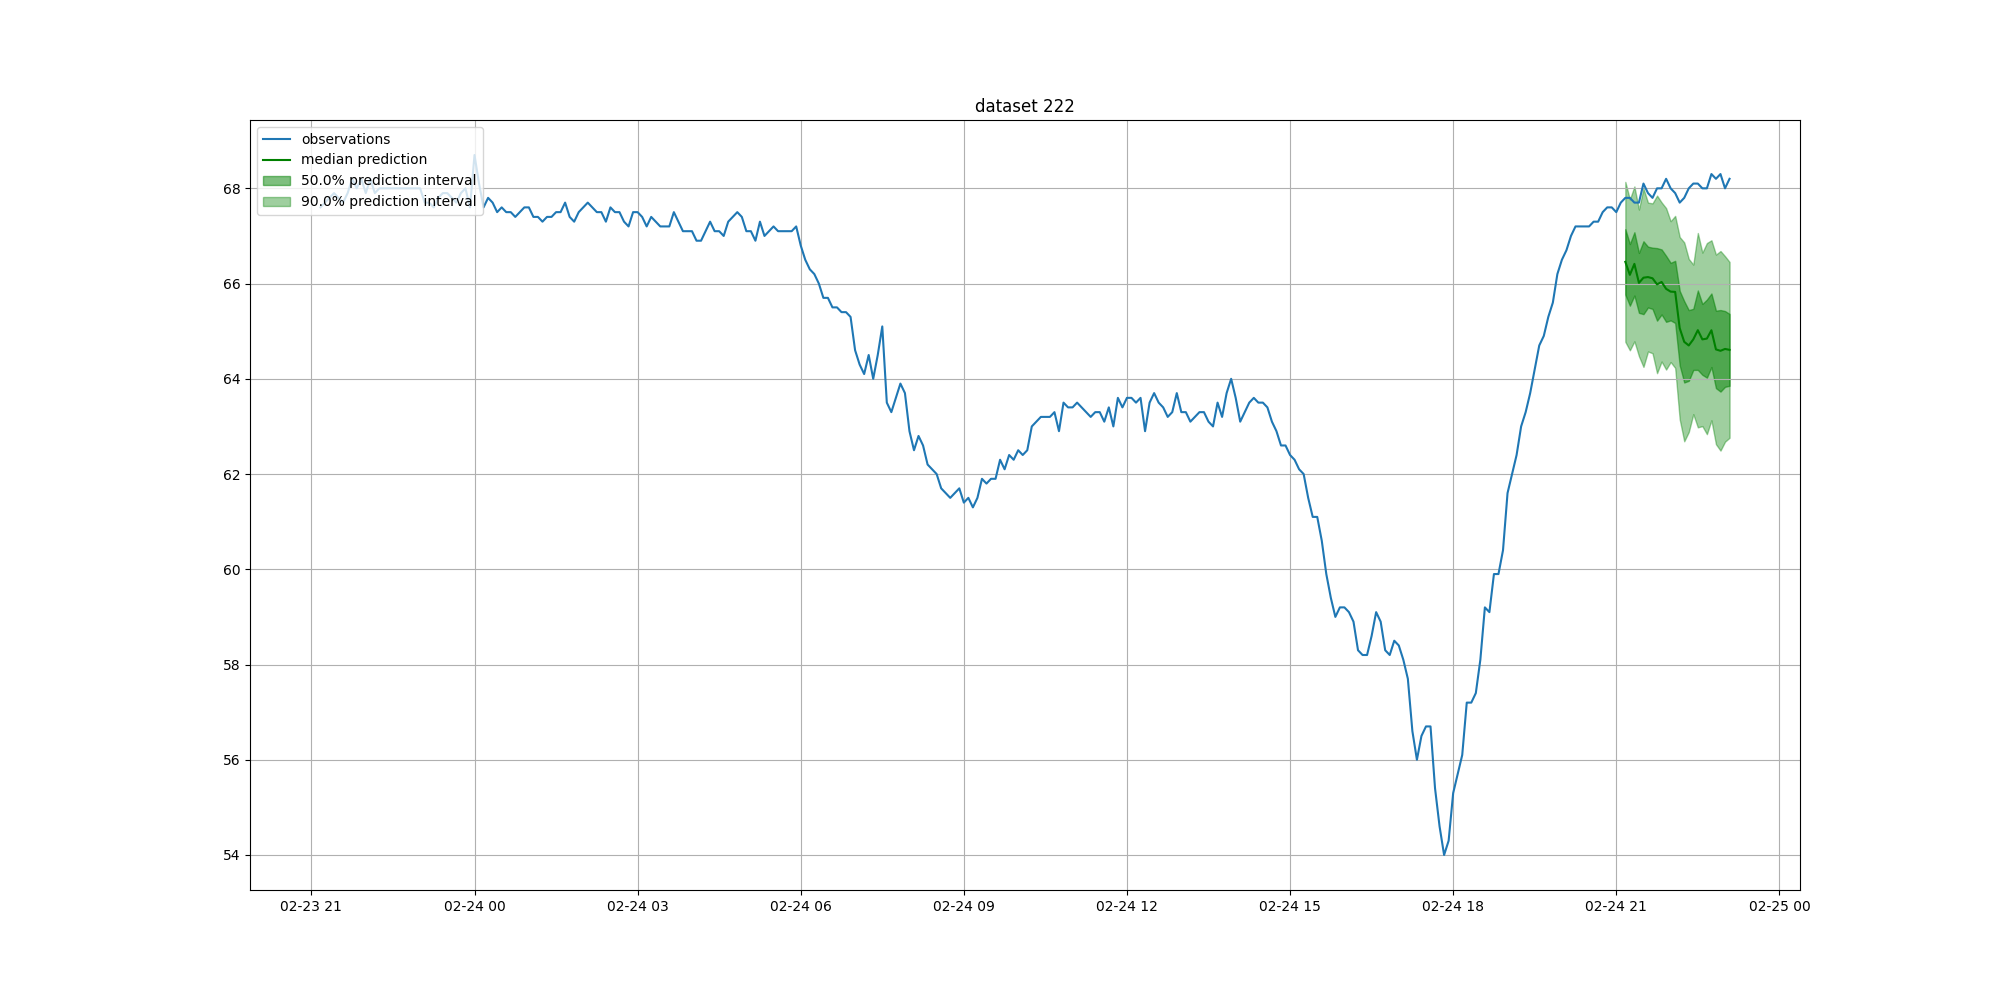 dataset 222
observations
median prediction
50.0% prediction interval
90.0% prediction interval
68
66
64
62
60
58
56
54
02-23 21 02-24 00 02-24 03 02-24 06 02-24 09 02-24 12 02-24 15 02-24 18 02-24 21 02-25 00